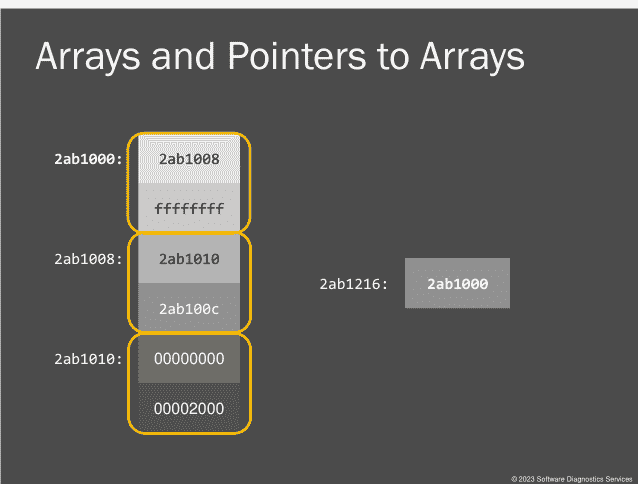 Arrays and Pointers to Arrays
2ab1000: 2ab1008
ffffffff
2ab1008: 2ab1010
2ab1216: 2ab1000
2ab100c
2ab1010: 00000000
00002000
© 2023 Software Diagnostics Services